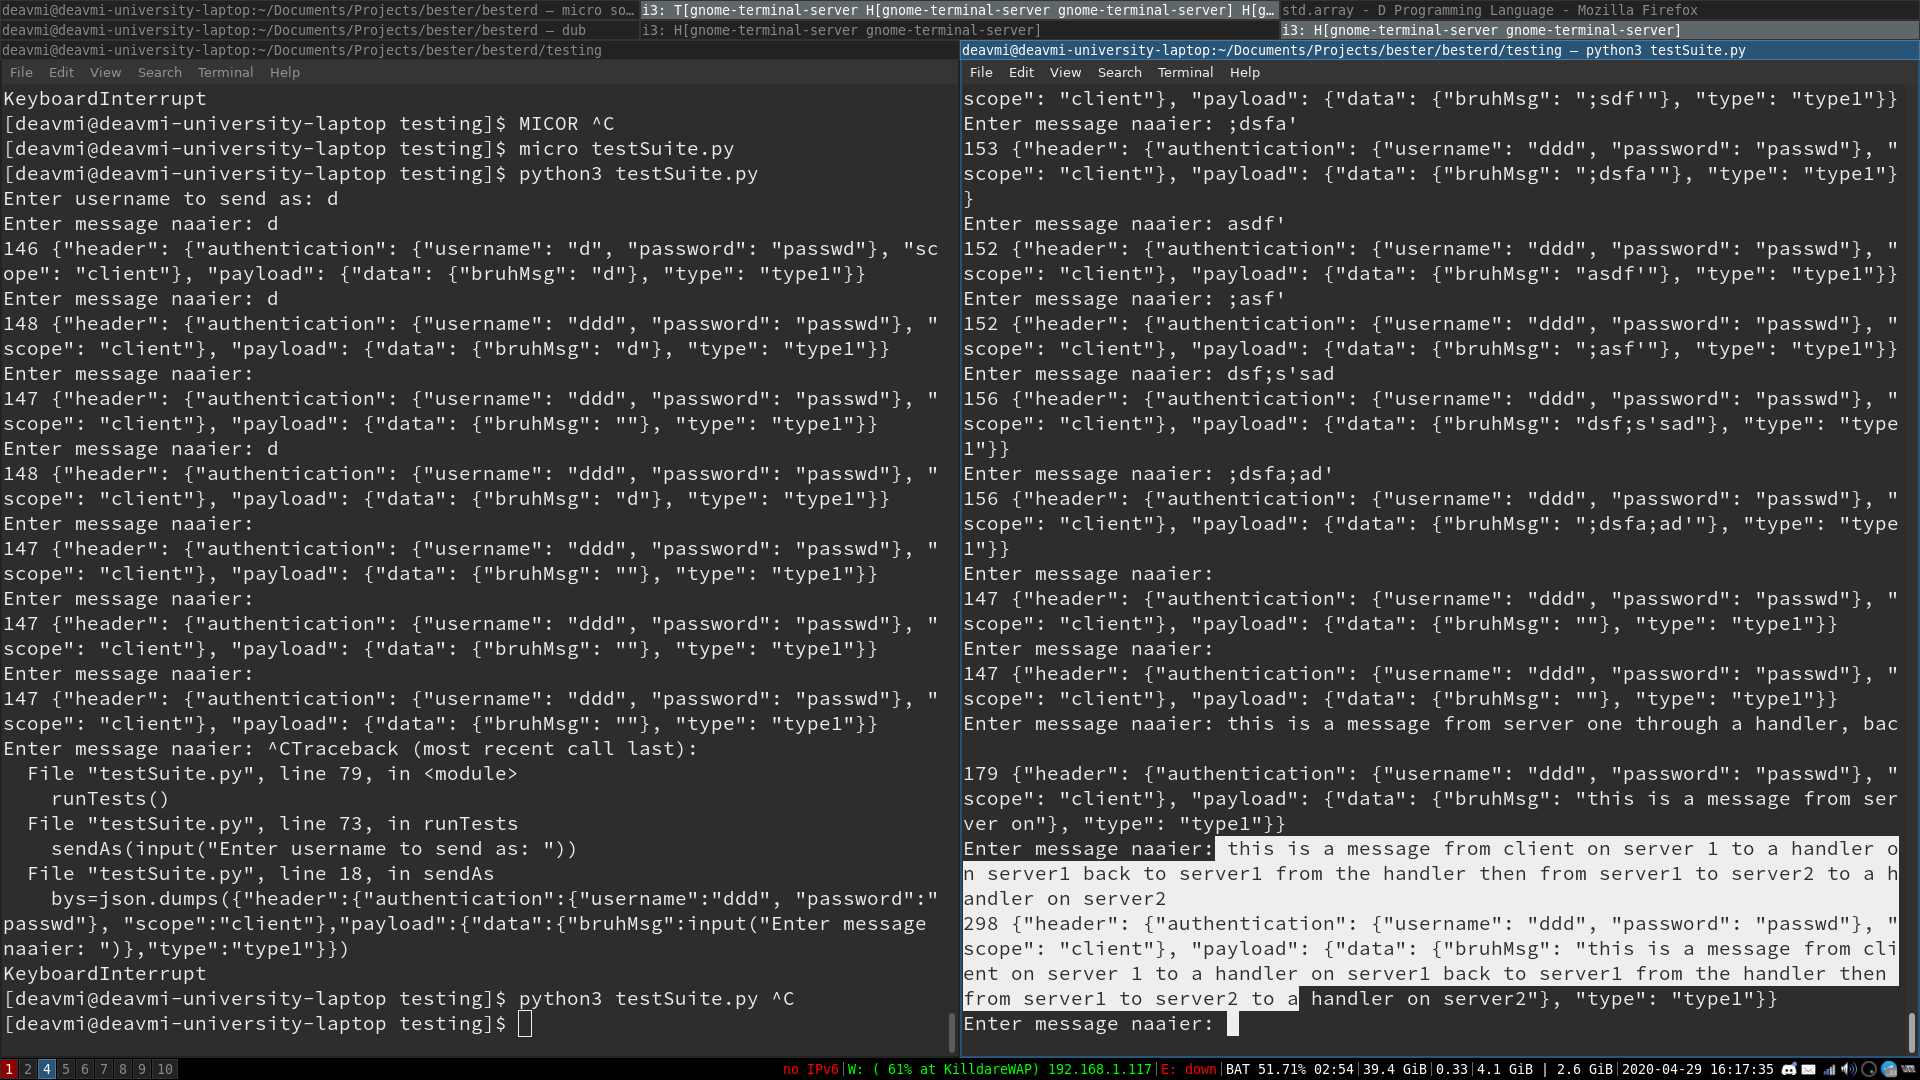 deavmi@deavmi-university-laptop:~/Documents/Projects/bester/besterd — micro so…
i3: T[gnome-terminal-server H[gnome-terminal-server gnome-terminal-server] H[g…
std.array - D Programming Language - Mozilla Firefox
deavmi@deavmi-university-laptop:~/Documents/Projects/bester/besterd — dub
i3: H[gnome-terminal-server gnome-terminal-server]
i3: H[gnome-terminal-server gnome-terminal-server]
deavmi@deavmi-university-laptop:~/Documents/Projects/bester/besterd/testing
File Edit View Search Terminal Help
KeyboardInterrupt
[deavmi@deavmi-university-laptop testing]$ MICOR ^C
[deavmi@deavmi-university-laptop testing]$ micro testSuite.py
[deavmi@deavmi-university-laptop testing]$ python3 testSuite.py
Enter username to send as: d
Enter message naaier: d
146 {"header": {"authentication": {"username": "d", "password": "passwd"}, "sc
ope": "client"}, "payload": {"data": {"bruhMsg": "d"}, "type": "type1"}}
Enter message naaier: d
148 {"header": {"authentication": {"username": "ddd", "password": "passwd"}, "
scope": "client"}, "payload": {"data": {"bruhMsg": "d"}, "type": "type1"}}
Enter message naaier:
147 {"header": {"authentication": {"username": "ddd", "password": "passwd"}, "
scope": "client"}, "payload": {"data": {"bruhMsg": ""}, "type": "type1"}}
Enter message naaier: d
148 {"header": {"authentication": {"username": "ddd", "password": "passwd"}, "
scope": "client"}, "payload": {"data": {"bruhMsg": "d"}, "type": "type1"}}
Enter message naaier:
147 {"header": {"authentication": {"username": "ddd", "password": "passwd"}, "
scope": "client"}, "payload": {"data": {"bruhMsg": ""}, "type": "type1"}}
Enter message naaier:
147 {"header": {"authentication": {"username": "ddd", "password": "passwd"}, "
scope": "client"}, "payload": {"data": {"bruhMsg": ""}, "type": "type1"}}
Enter message naaier:
147 {"header": {"authentication": {"username": "ddd", "password": "passwd"}, "
scope": "client"}, "payload": {"data": {"bruhMsg": ""}, "type": "type1"}}
Enter message naaier: ^CTraceback (most recent call last):
  File "testSuite.py", line 79, in <module>
    runTests()
  File "testSuite.py", line 73, in runTests
    sendAs(input("Enter username to send as: "))
  File "testSuite.py", line 18, in sendAs
    bys=json.dumps({"header":{"authentication":{"username":"ddd", "password":"
passwd"}, "scope":"client"},"payload":{"data":{"bruhMsg":input("Enter message
naaier: ")},"type":"type1"}})
KeyboardInterrupt
[deavmi@deavmi-university-laptop testing]$ python3 testSuite.py ^C
[deavmi@deavmi-university-laptop testing]$
deavmi@deavmi-university-laptop:~/Documents/Projects/bester/besterd/testing — python3 testSuite.py
File Edit View Search Terminal Help
scope": "client"}, "payload": {"data": {"bruhMsg": ";sdf'"}, "type": "type1"}}
Enter message naaier: ;dsfa'
153 {"header": {"authentication": {"username": "ddd", "password": "passwd"}, "
scope": "client"}, "payload": {"data": {"bruhMsg": ";dsfa'"}, "type": "type1"}
}
Enter message naaier: asdf'
152 {"header": {"authentication": {"username": "ddd", "password": "passwd"}, "
scope": "client"}, "payload": {"data": {"bruhMsg": "asdf'"}, "type": "type1"}}
Enter message naaier: ;asf'
152 {"header": {"authentication": {"username": "ddd", "password": "passwd"}, "
scope": "client"}, "payload": {"data": {"bruhMsg": ";asf'"}, "type": "type1"}}
Enter message naaier: dsf;s'sad
156 {"header": {"authentication": {"username": "ddd", "password": "passwd"}, "
scope": "client"}, "payload": {"data": {"bruhMsg": "dsf;s'sad"}, "type": "type
1"}}
Enter message naaier: ;dsfa;ad'
156 {"header": {"authentication": {"username": "ddd", "password": "passwd"}, "
scope": "client"}, "payload": {"data": {"bruhMsg": ";dsfa;ad'"}, "type": "type
1"}}
Enter message naaier:
147 {"header": {"authentication": {"username": "ddd", "password": "passwd"}, "
scope": "client"}, "payload": {"data": {"bruhMsg": ""}, "type": "type1"}}
Enter message naaier:
147 {"header": {"authentication": {"username": "ddd", "password": "passwd"}, "
scope": "client"}, "payload": {"data": {"bruhMsg": ""}, "type": "type1"}}
Enter message naaier: this is a message from server one through a handler, bac
179 {"header": {"authentication": {"username": "ddd", "password": "passwd"}, "
scope": "client"}, "payload": {"data": {"bruhMsg": "this is a message from ser
ver on"}, "type": "type1"}}
Enter message naaier: this is a message from client on server 1 to a handler o
n server1 back to server1 from the handler then from server1 to server2 to a h
andler on server2
298 {"header": {"authentication": {"username": "ddd", "password": "passwd"}, "
scope": "client"}, "payload": {"data": {"bruhMsg": "this is a message from cli
ent on server 1 to a handler on server1 back to server1 from the handler then
from server1 to server2 to a handler on server2"}, "type": "type1"}}
Enter message naaier:
1 2 4 5 6 7 8 9 10
no IPv6|W: ( 61% at KilldareWAP) 192.168.1.117|E: down|BAT 51.71% 02:54|39.4 GiB|0.33|4.1 GiB | 2.6 GiB|2020-04-29 16:17:35